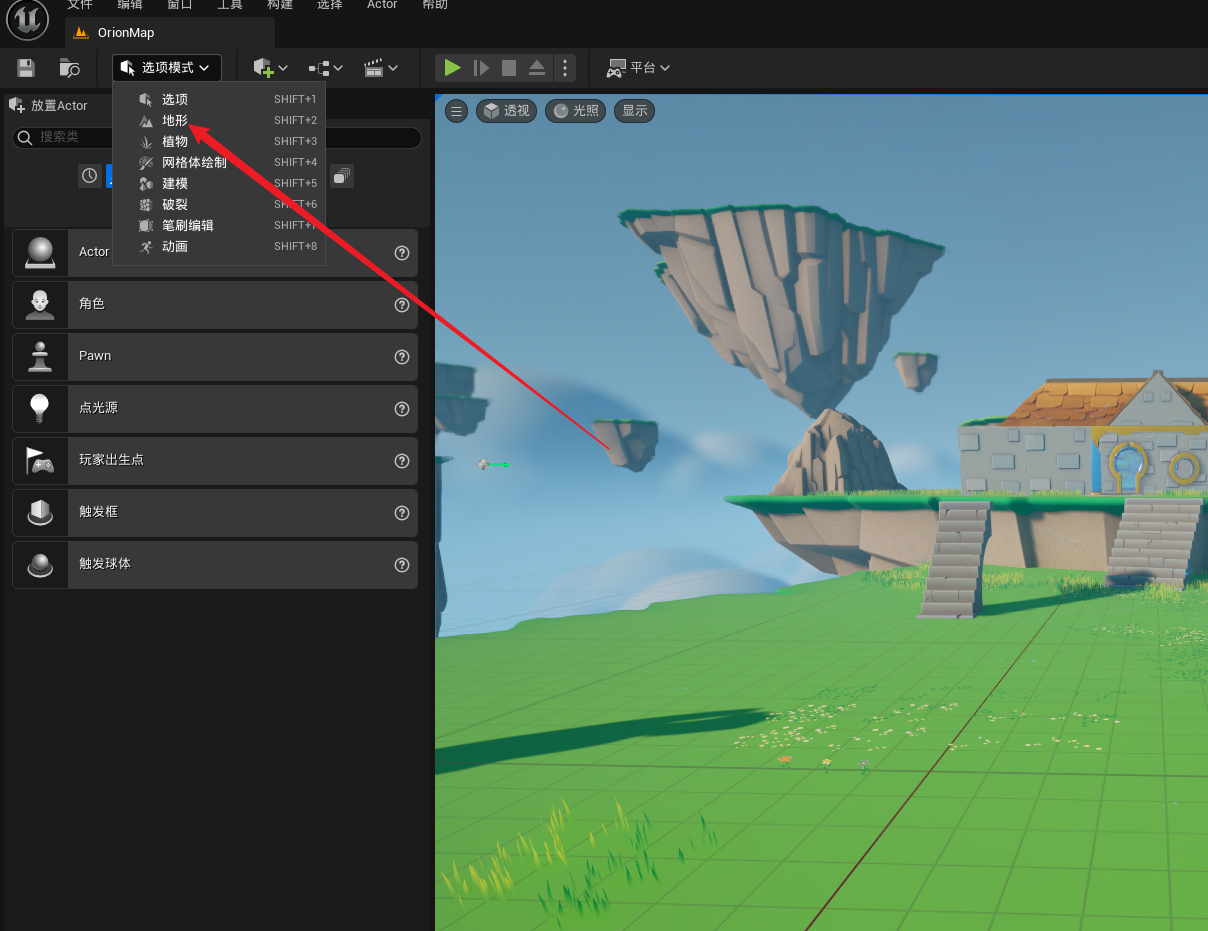 文件 编辑 窗口 工具 构建 选择 Actor 帮助
OrionMap
选项模式
平台
放置Actor
搜索类
选项 SHIFT+1
地形 SHIFT+2
植物 SHIFT+3
网格体绘制 SHIFT+4
建模 SHIFT+5
破裂 SHIFT+6
笔刷编辑 SHIFT+7
动画 SHIFT+8
透视 光照 显示
Actor
角色
Pawn
点光源
玩家出生点
触发框
触发球体